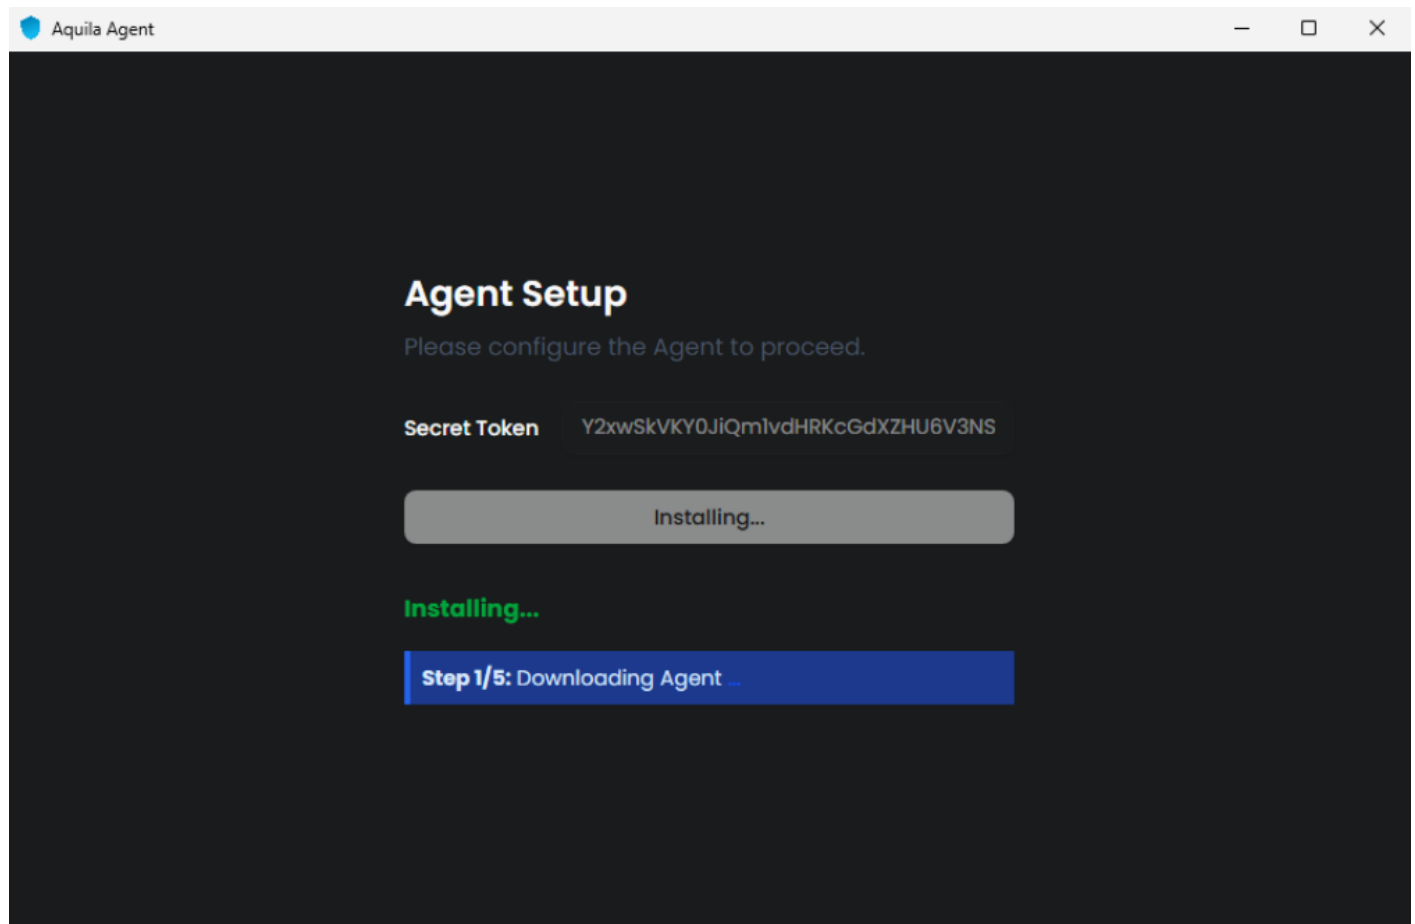 Aquila Agent
Agent Setup
Please configure the Agent to proceed.
Secret Token Y2xwSkVKY0JiQm1vdHRKcGdXZHU6V3NS
Installing...
Installing...
Step 1/5: Downloading Agent ...